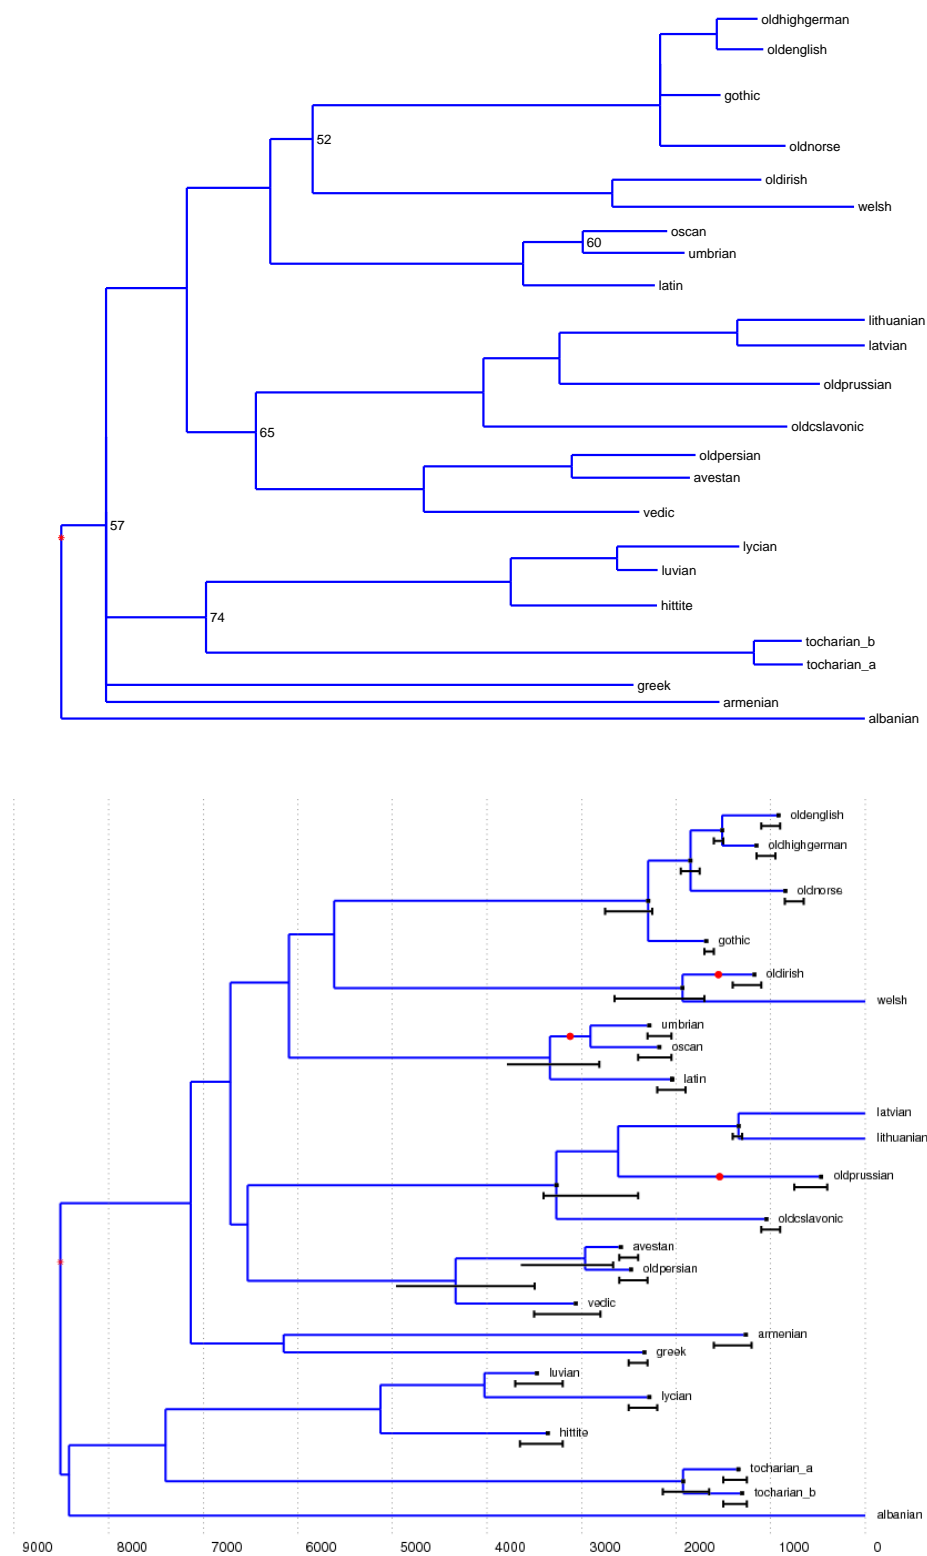 oldhighgerman
oldenglish
gothic
52
oldnorse
oldirish
welsh
oscan
60
umbrian
latin
lithuanian
latvian
oldprussian
oldcslavonic
65
oldpersian
avestan
vedic
57
lycian
luvian
hittite
74
tocharian_b
tocharian_a
greek
armenian
albanian
oldenglish
oldhighgerman
oldnorse
gothic
oldirish
welsh
umbrian
oscan
latin
latvian
lithuanian
oldprussian
oldcslavonic
avestan
oldpersian
vedic
armenian
greek
luvian
lycian
hittite
tocharian_a
tocharian_b
albanian
9000 8000 7000 6000 5000 4000 3000 2000 1000 0